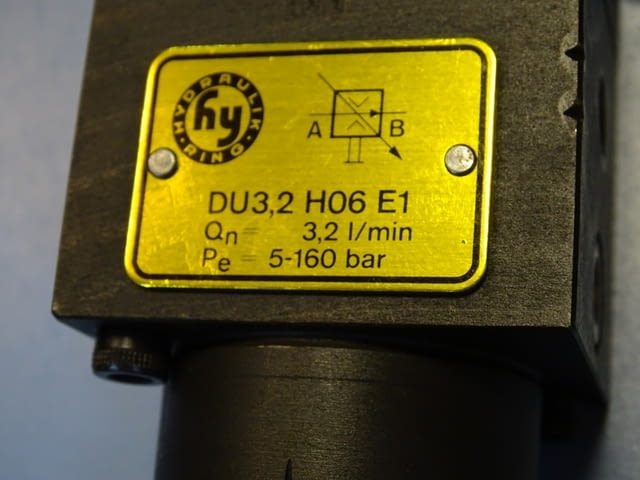 HYDRAULIK
RING
hy
A B
DU3,2 H06 E1
Qn = 3,2 l/min
Pe = 5-160 bar